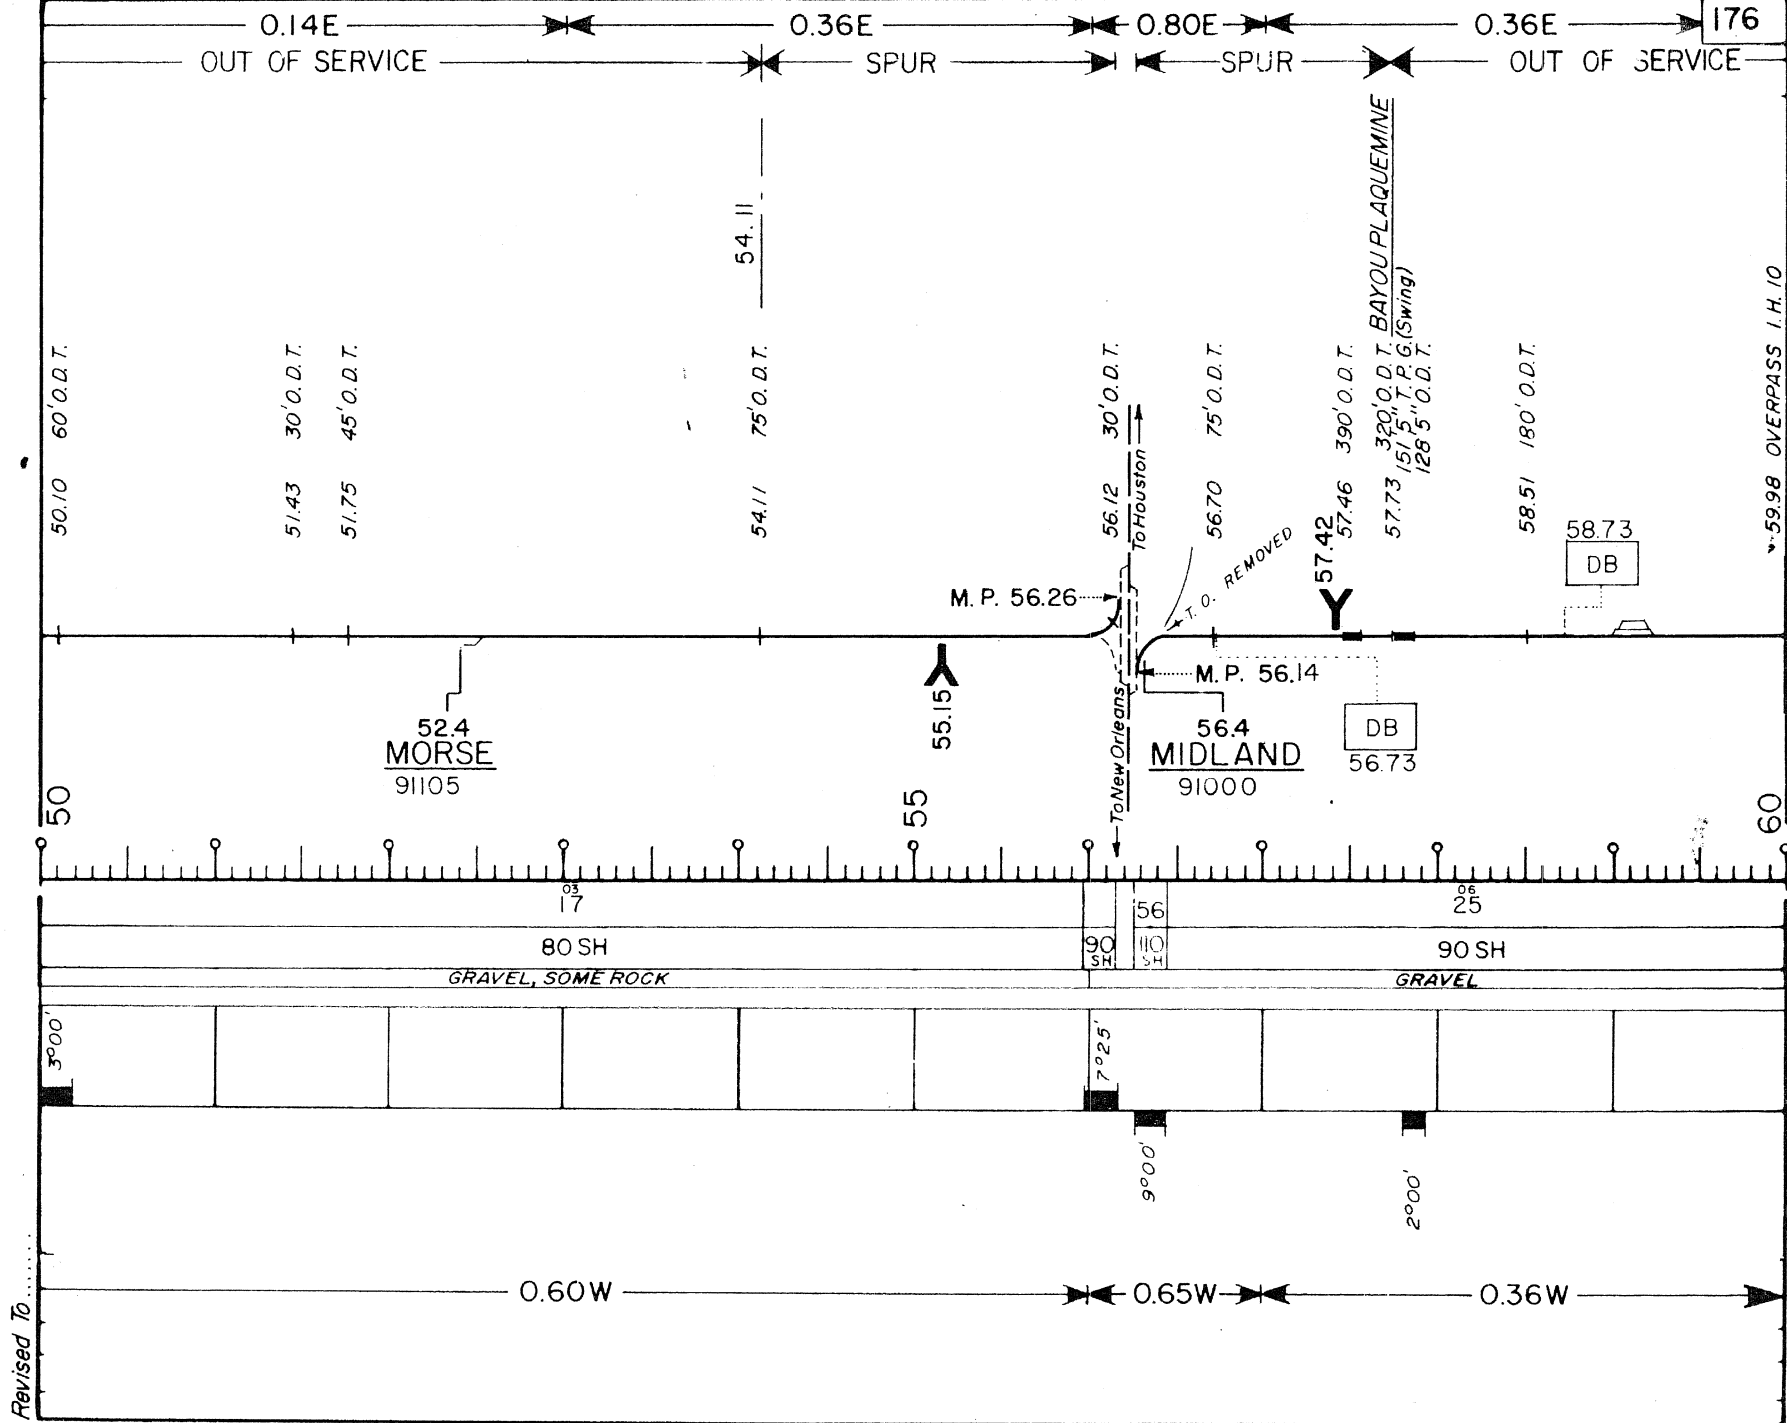 0.14E 0.36E 0.80E 0.36E 176
OUT OF SERVICE SPUR SPUR OUT OF SERVICE
54.11
BAYOU PLAQUEMINE
50.10 60'O.D.T.
51.43 30'O.D.T.
51.75 45'O.D.T.
54.11 75'O.D.T.
56.12 30'O.D.T.
To Houston
56.70 75'O.D.T.
57.46 390'O.D.T.
57.73 320'O.D.T.
151'5" T.P.G.(Swing)
128'5" O.D.T.
58.51 180'O.D.T.
59.98 OVERPASS I.H. 10
T.O. REMOVED
57.42
58.73
DB
M.P. 56.26
M.P. 56.14
55.15
To New Orleans
52.4
MORSE
91105
56.4
MIDLAND
91000
DB
56.73
50 55 60
03 06
17 56 25
80 SH 90 SH 110 SH 90 SH
GRAVEL, SOME ROCK GRAVEL
3°00'
7°25'
9°00'
2°00'
0.60W 0.65W 0.36W
Revised To........